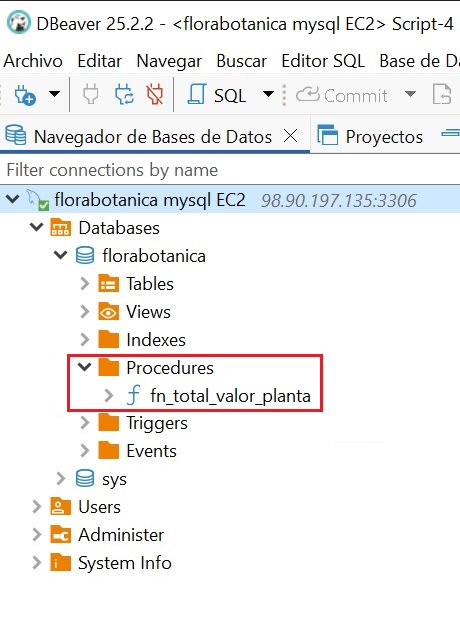 DBeaver 25.2.2 - <florabotanica mysql EC2> Script-4
Archivo Editar Navegar Buscar Editor SQL Base de Da
SQL Commit
Navegador de Bases de Datos Proyectos
Filter connections by name
florabotanica mysql EC2 98.90.197.135:3306
Databases
florabotanica
Tables
Views
Indexes
Procedures
fn_total_valor_planta
Triggers
Events
sys
Users
Administer
System Info